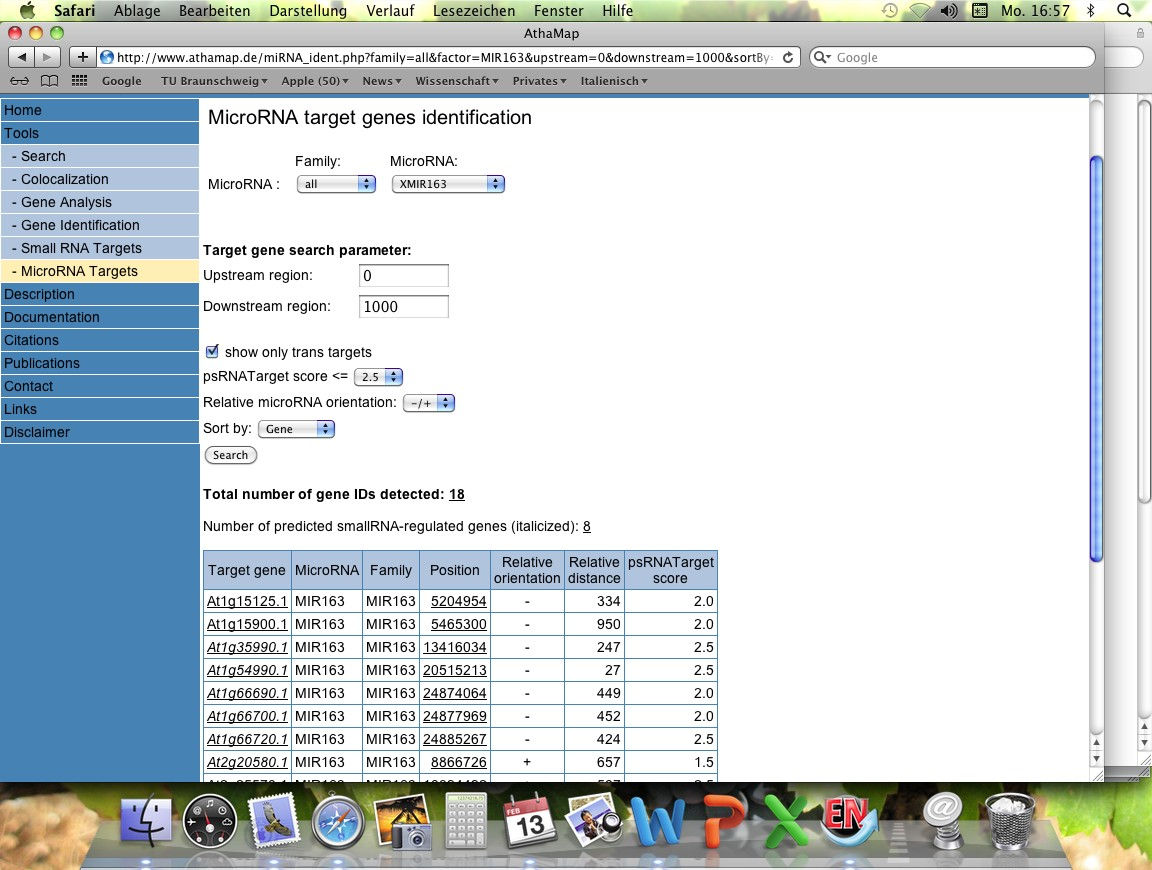 Safari Ablage Bearbeiten Darstellung Verlauf Lesezeichen Fenster Hilfe Mo. 16:57
AthaMap
http://www.athamap.de/miRNA_ident.php?family=all&factor=MIR163&upstream=0&downstream=1000&sortBy Google
Google TU Braunschweig Apple (50) News Wissenschaft Privates Italienisch
Home
Tools
- Search
- Colocalization
- Gene Analysis
- Gene Identification
- Small RNA Targets
- MicroRNA Targets
Description
Documentation
Citations
Publications
Contact
Links
Disclaimer
MicroRNA target genes identification
Family: MicroRNA:
MicroRNA : all XMIR163
Target gene search parameter:
Upstream region: 0
Downstream region: 1000
show only trans targets
psRNATarget score <= 2.5
Relative microRNA orientation: -/+
Sort by: Gene
Search
Total number of gene IDs detected: 18
Number of predicted smallRNA-regulated genes (italicized): 8
Target gene MicroRNA Family Position Relative orientation Relative distance psRNATarget score
At1g15125.1 MIR163 MIR163 5204954 - 334 2.0
At1g15900.1 MIR163 MIR163 5465300 - 950 2.0
At1g35990.1 MIR163 MIR163 13416034 - 247 2.5
At1g54990.1 MIR163 MIR163 20515213 - 27 2.5
At1g66690.1 MIR163 MIR163 24874064 - 449 2.0
At1g66700.1 MIR163 MIR163 24877969 - 452 2.0
At1g66720.1 MIR163 MIR163 24885267 - 424 2.5
At2g20580.1 MIR163 MIR163 8866726 + 657 1.5
FEB
13
EN